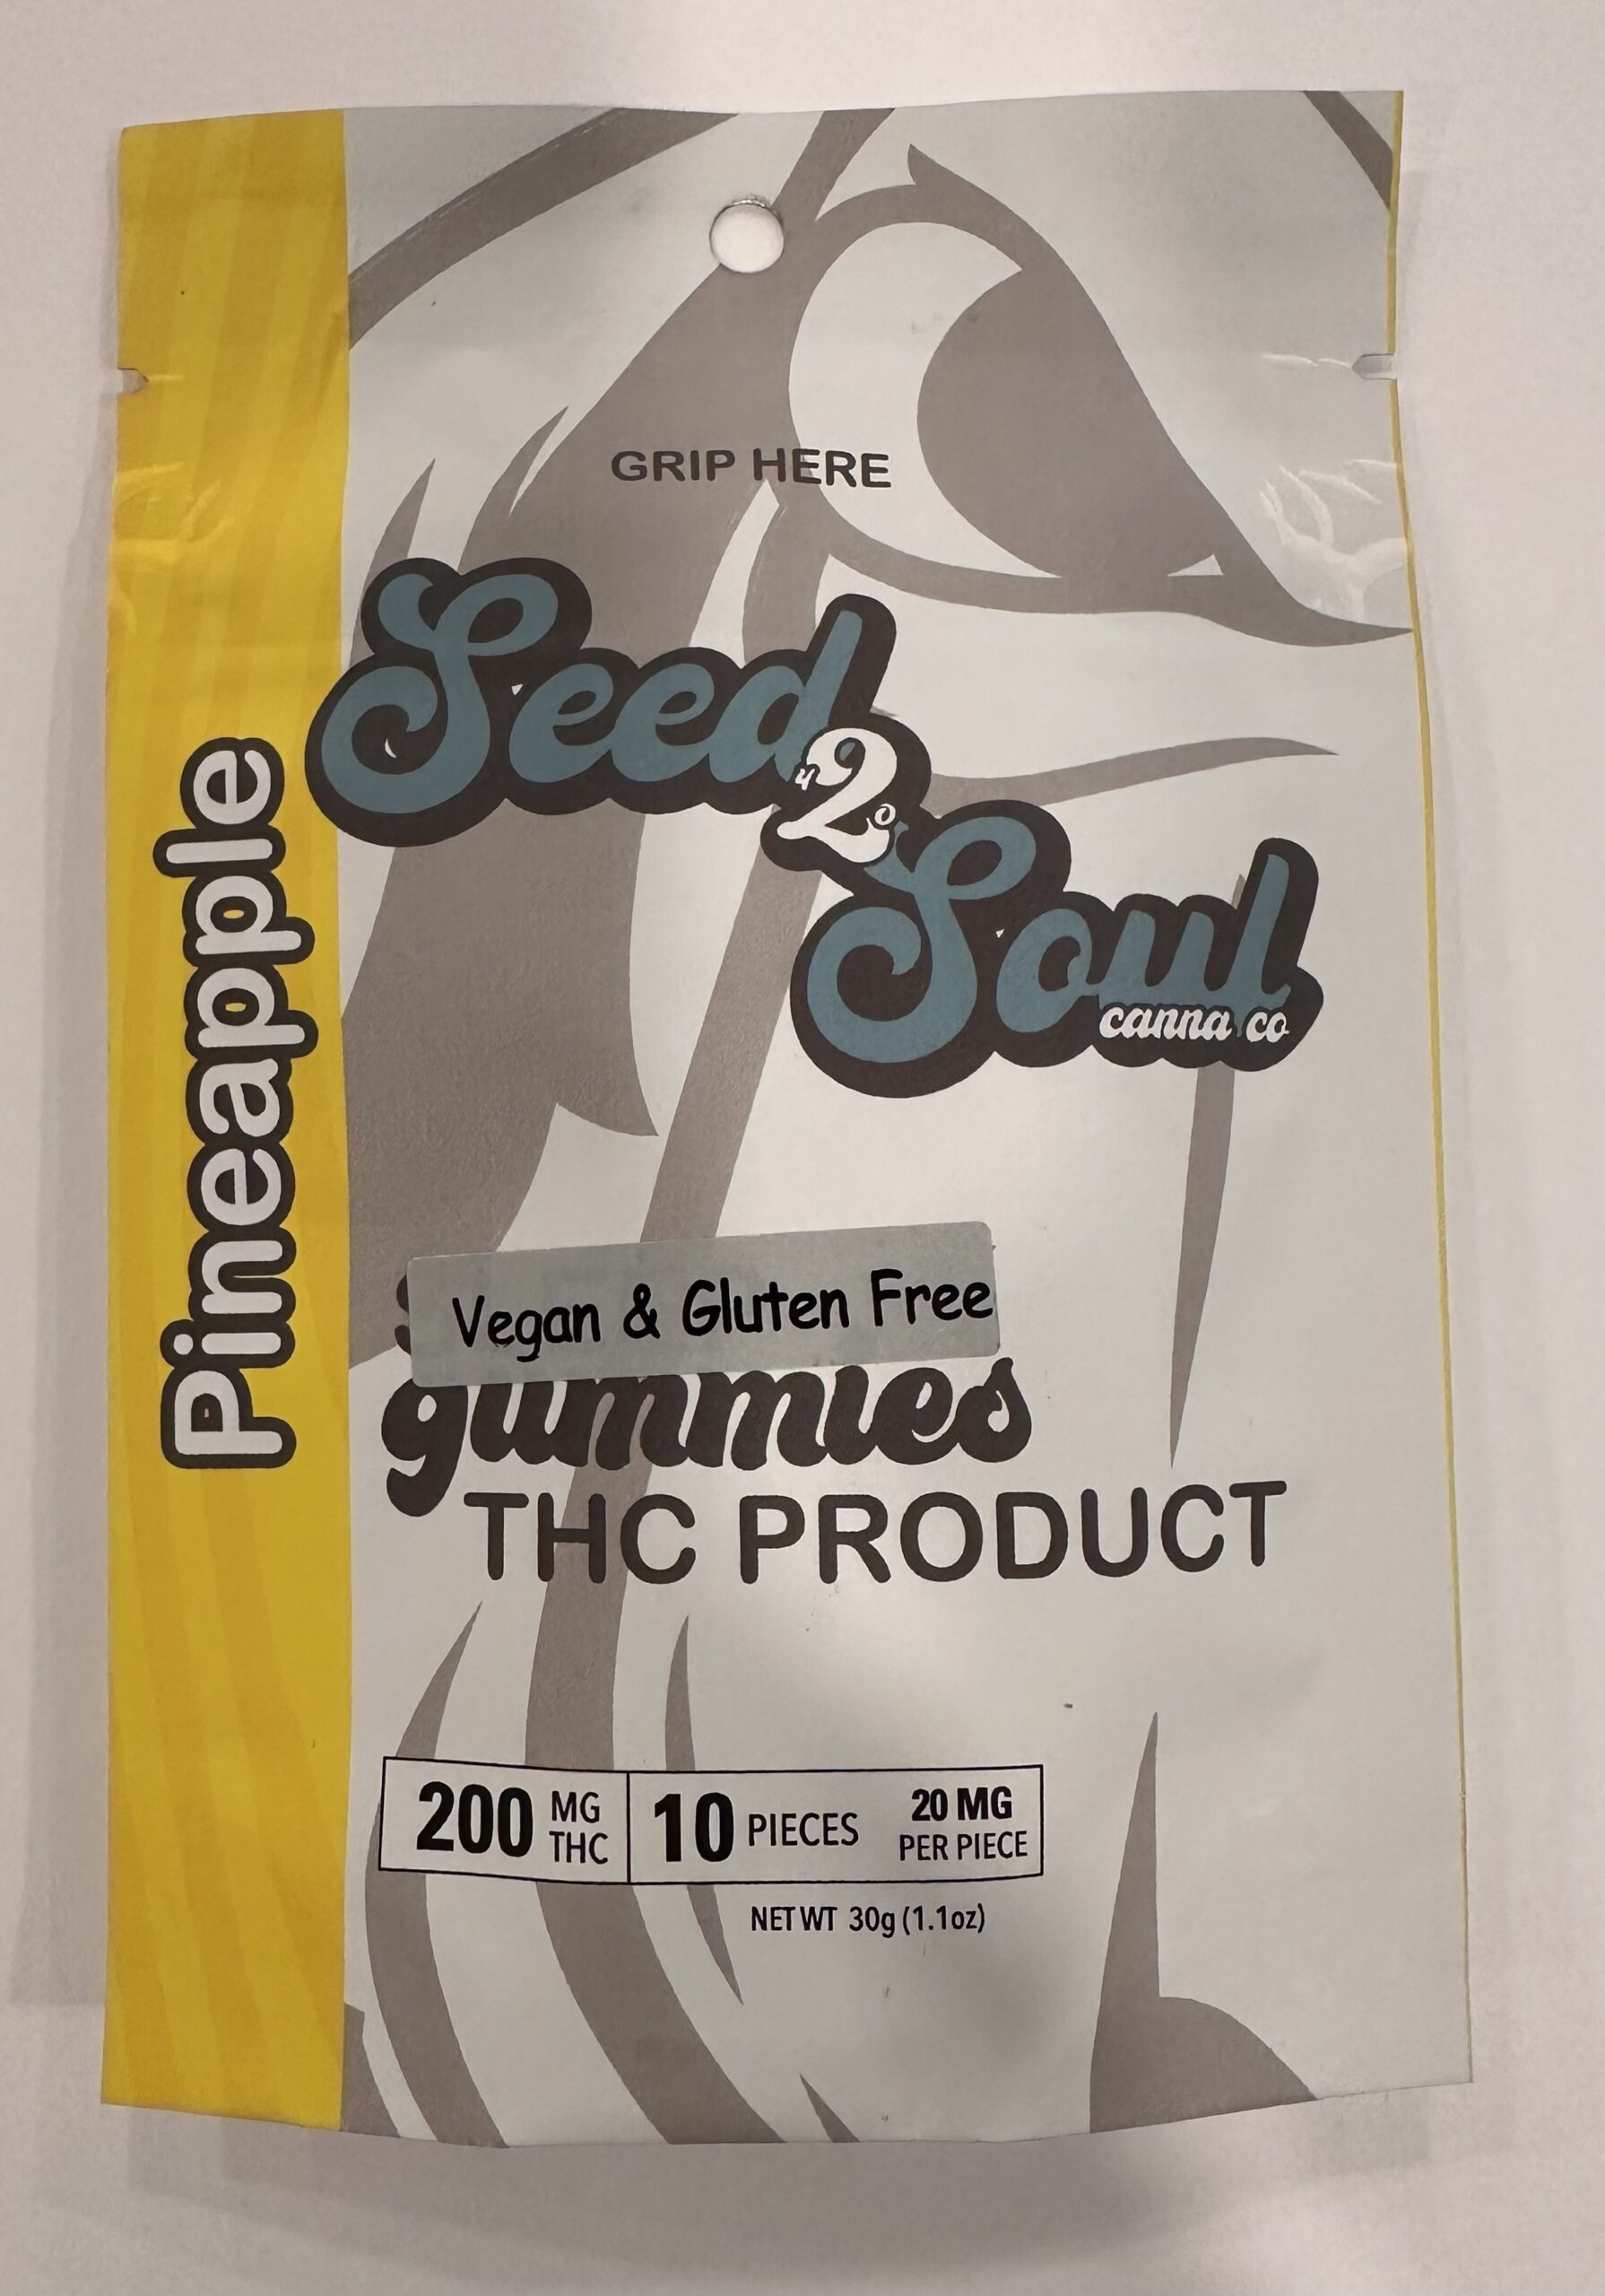 GRIP HERE
Seed
2
Soul
canna co
Pineapple
Vegan & Gluten Free
gummies
THC PRODUCT
200 MG THC
10 PIECES
20 MG
PER PIECE
NET WT 30g (1.1oz)